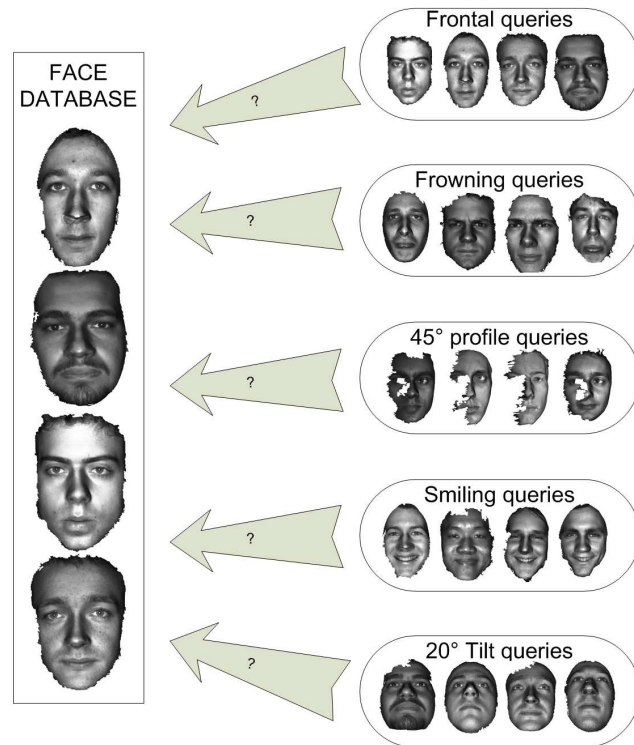 FACE
DATABASE
Frontal queries
?
Frowning queries
?
45° profile queries
?
Smiling queries
?
20° Tilt queries
?